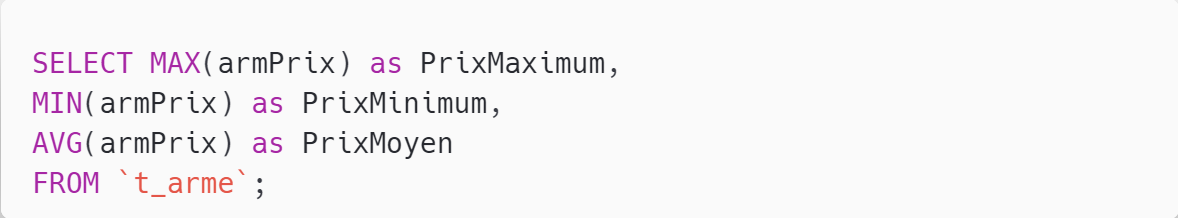 SELECT MAX(armPrix) as PrixMaximum,
MIN(armPrix) as PrixMinimum,
AVG(armPrix) as PrixMoyen
FROM `t_arme`;